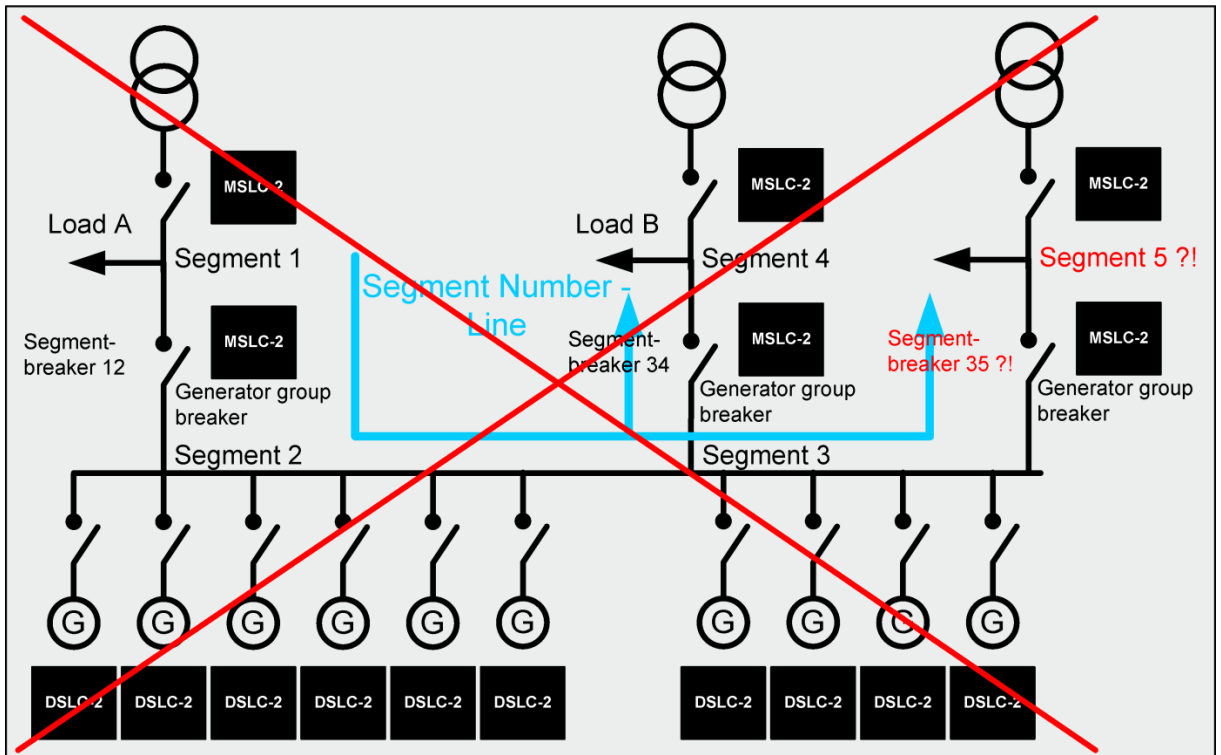 MSLC-2
MSLC-2
MSLC-2
Load A
Segment 1
Load B
Segment 4
Segment 5 ?!
Segment Number -
Line
Segment-
breaker 12
MSLC-2
Generator group
breaker
Segment-
breaker 34
MSLC-2
Generator group
breaker
Segment-
breaker 35 ?!
MSLC-2
Generator group
breaker
Segment 2
Segment 3
G
G
G
G
G
G
G
G
G
G
DSLC-2
DSLC-2
DSLC-2
DSLC-2
DSLC-2
DSLC-2
DSLC-2
DSLC-2
DSLC-2
DSLC-2